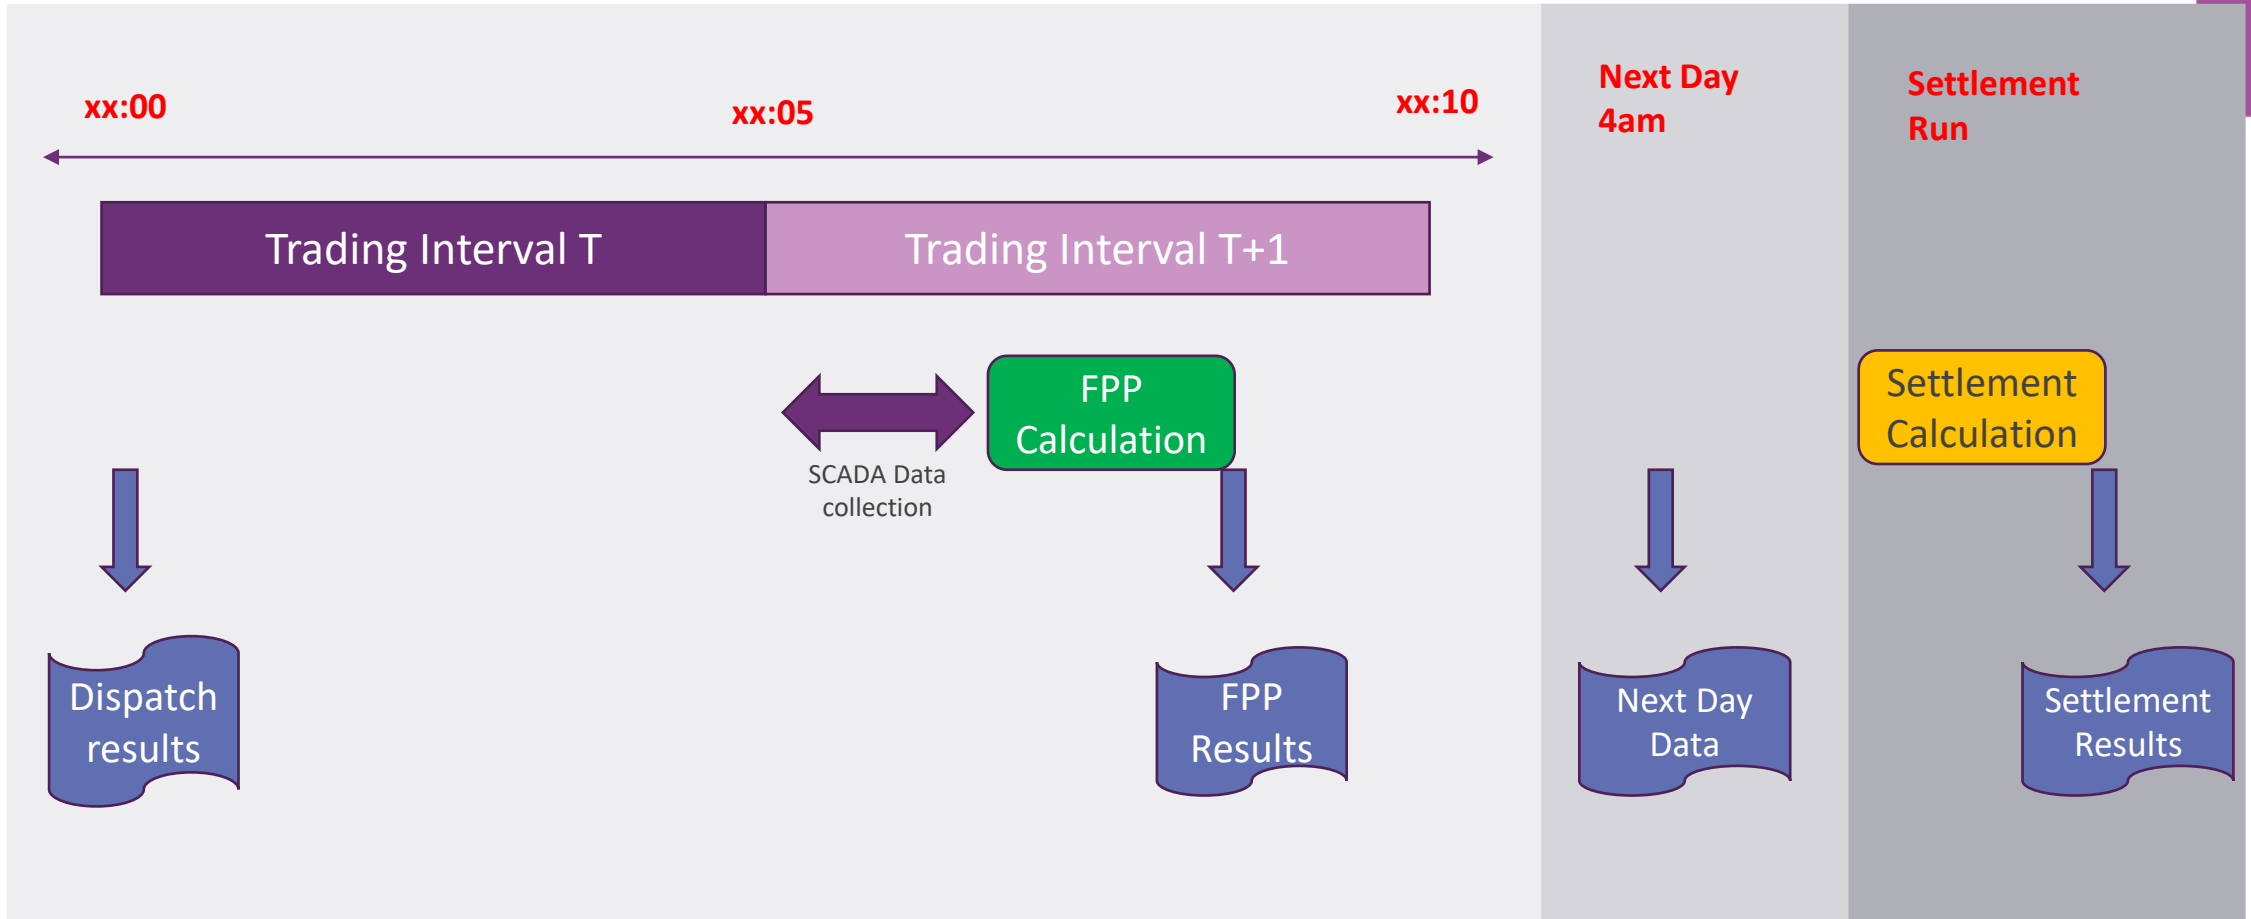 xx:00
xx:05
xx:10
Next Day
4am
Settlement
Run
Trading Interval T
Trading Interval T+1
SCADA Data
collection
FPP
Calculation
Settlement
Calculation
Dispatch
results
FPP
Results
Next Day
Data
Settlement
Results